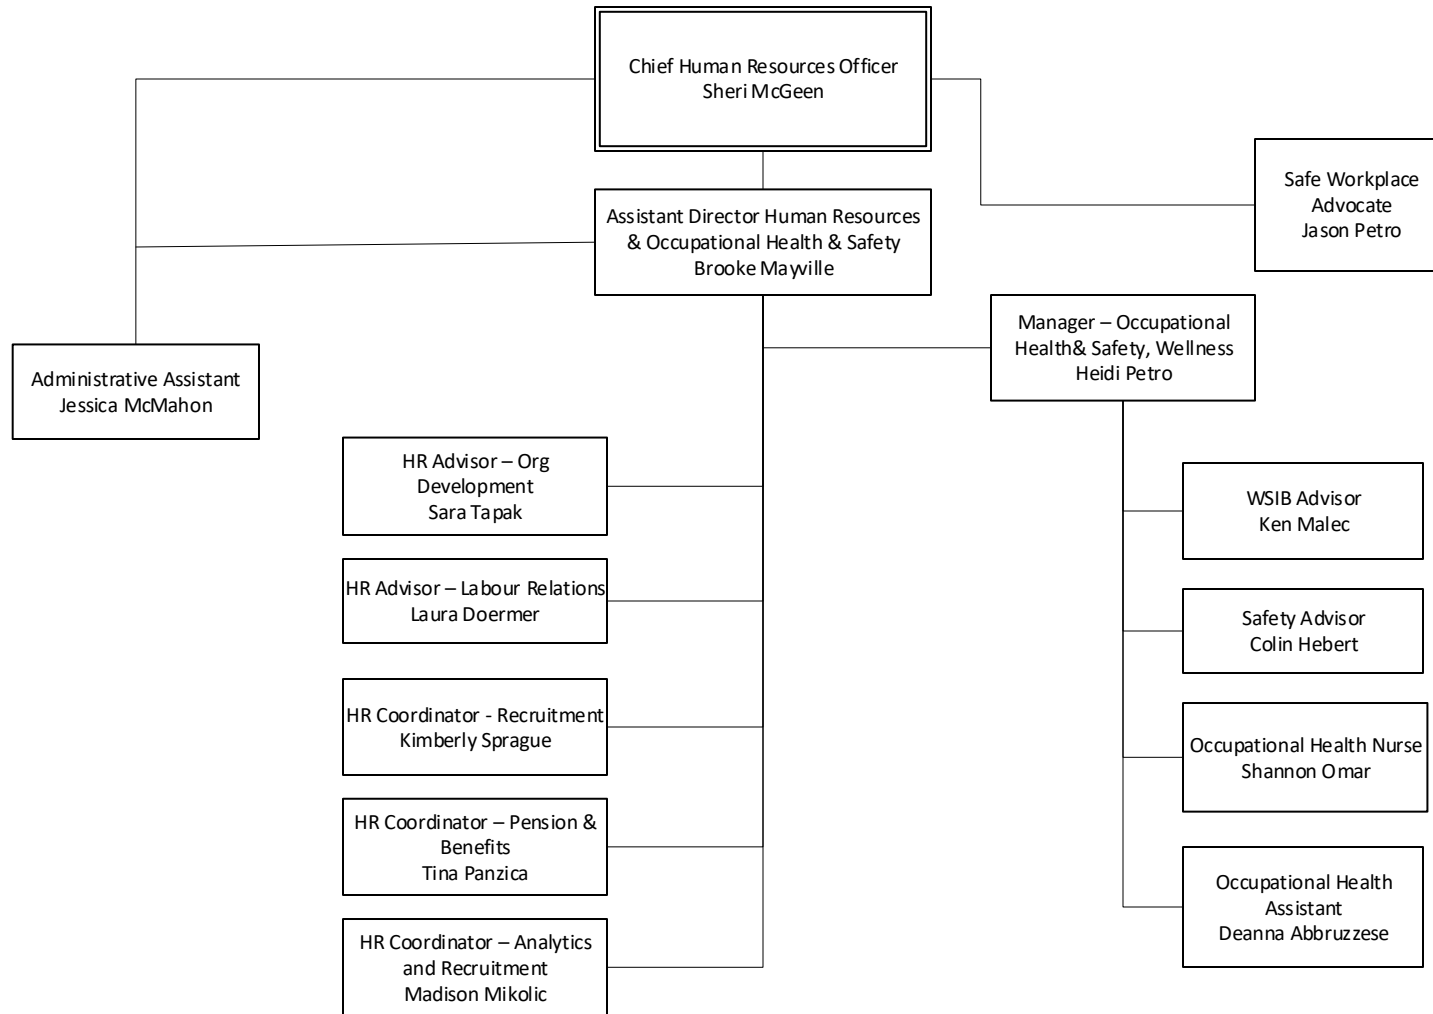 Chief Human Resources Officer
Sheri McGeen
Safe Workplace
Advocate
Jason Petro
Assistant Director Human Resources
& Occupational Health & Safety
Brooke Mayville
Manager – Occupational
Health& Safety, Wellness
Heidi Petro
Administrative Assistant
Jessica McMahon
HR Advisor – Org
Development
Sara Tapak
HR Advisor – Labour Relations
Laura Doermer
HR Coordinator - Recruitment
Kimberly Sprague
HR Coordinator – Pension &
Benefits
Tina Panzica
HR Coordinator – Analytics
and Recruitment
Madison Mikolic
WSIB Advisor
Ken Malec
Safety Advisor
Colin Hebert
Occupational Health Nurse
Shannon Omar
Occupational Health
Assistant
Deanna Abbruzzese